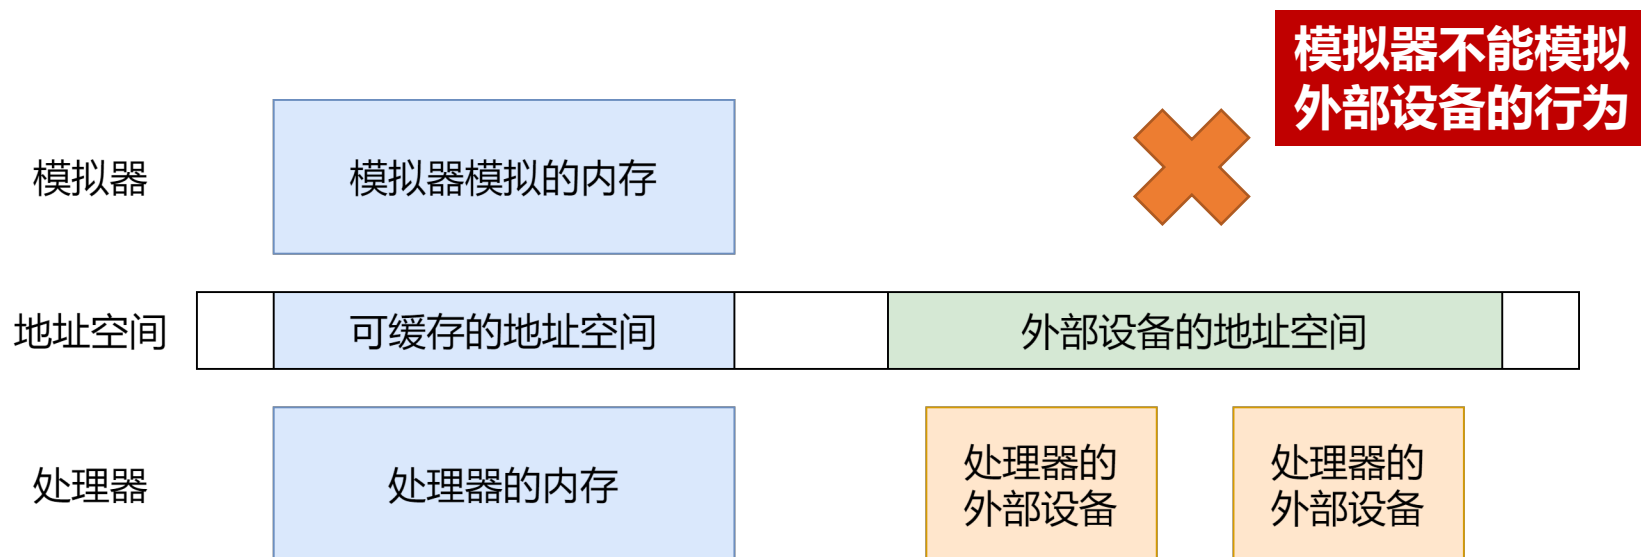 模拟器不能模拟
外部设备的行为
模拟器
模拟器模拟的内存
地址空间
可缓存的地址空间
外部设备的地址空间
处理器
处理器的内存
处理器的
外部设备
处理器的
外部设备